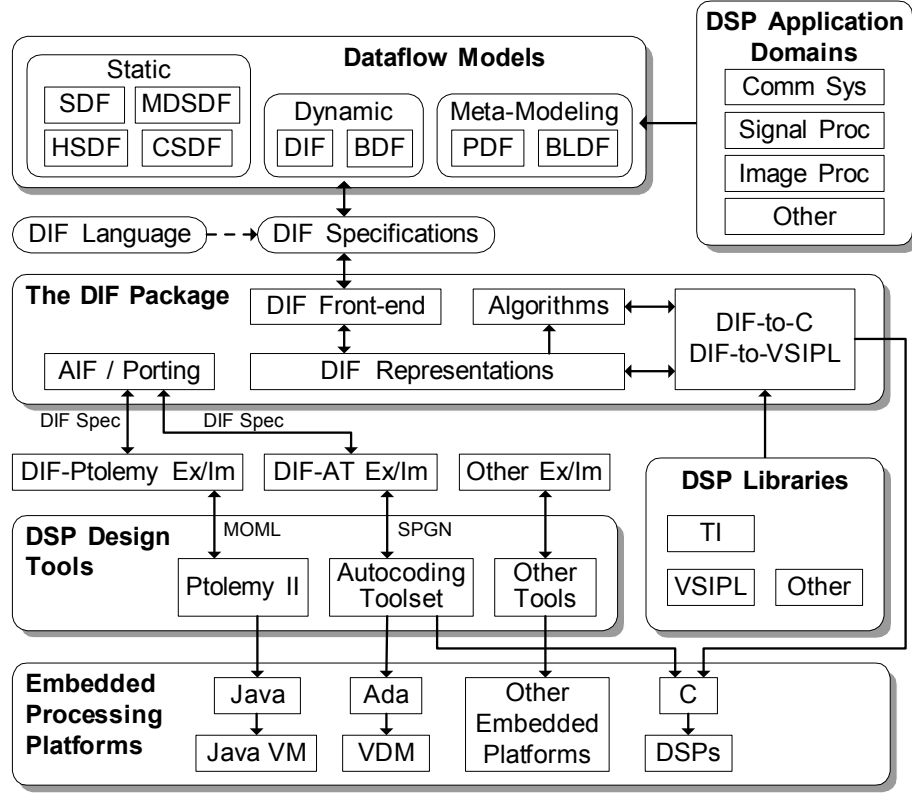 DSP Application
Domains
Comm Sys
Signal Proc
Image Proc
Other
Dataflow Models
Static
SDF MDSDF
HSDF CSDF
Dynamic
DIF BDF
Meta-Modeling
PDF BLDF
DIF Language
DIF Specifications
The DIF Package
DIF Front-end
Algorithms
DIF-to-C
DIF-to-VSIPL
DIF Representations
AIF / Porting
DIF Spec
DIF Spec
DIF-Ptolemy Ex/Im
DIF-AT Ex/Im
Other Ex/Im
DSP Libraries
TI
VSIPL
Other
MOML
SPGN
DSP Design
Tools
Ptolemy II
Autocoding
Toolset
Other
Tools
Embedded
Processing
Platforms
Java
Ada
Other
Embedded
Platforms
C
Java VM
VDM
DSPs